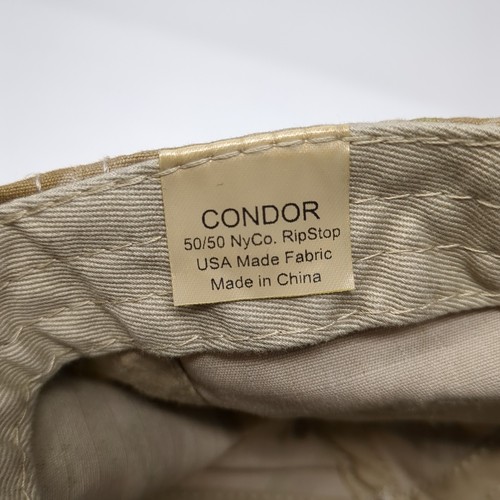 CONDOR
50/50 NyCo. RipStop
USA Made Fabric
Made in China